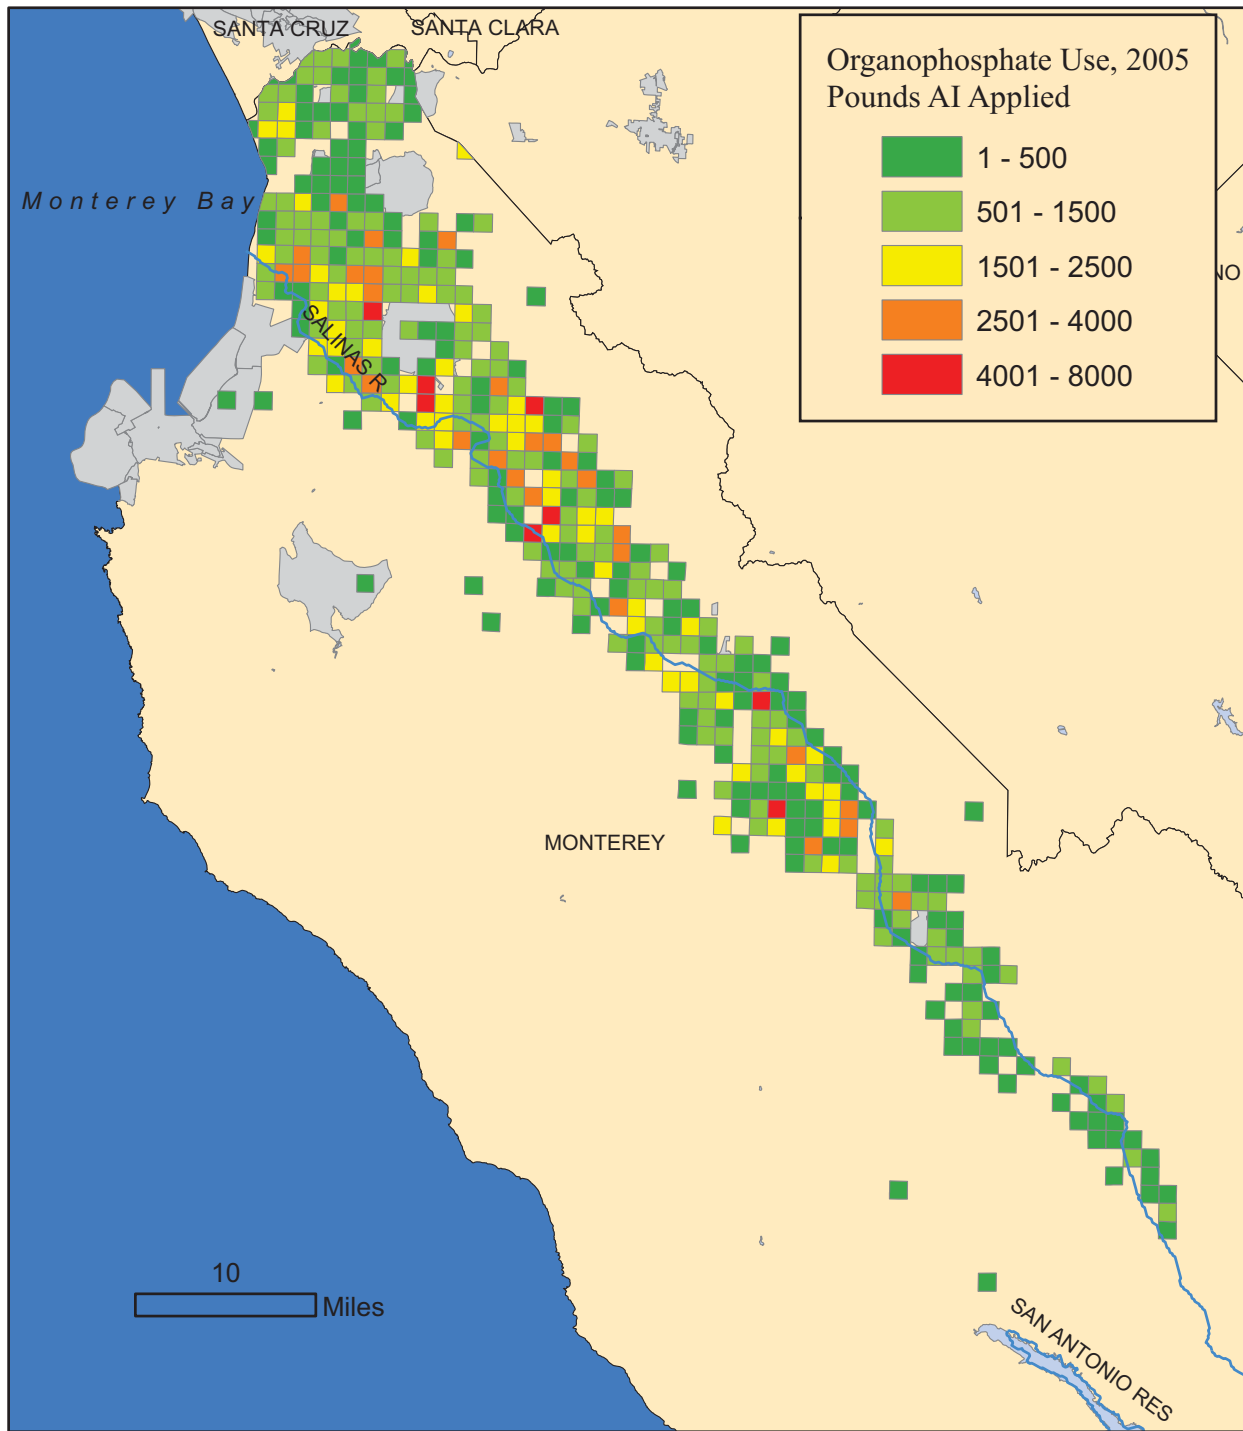 SANTA CRUZ
SANTA CLARA
Organophosphate Use, 2005
Pounds AI Applied
1 - 500
501 - 1500
1501 - 2500
2501 - 4000
4001 - 8000
Monterey Bay
NO
SALINAS R
MONTEREY
10
Miles
SAN ANTONIO RES